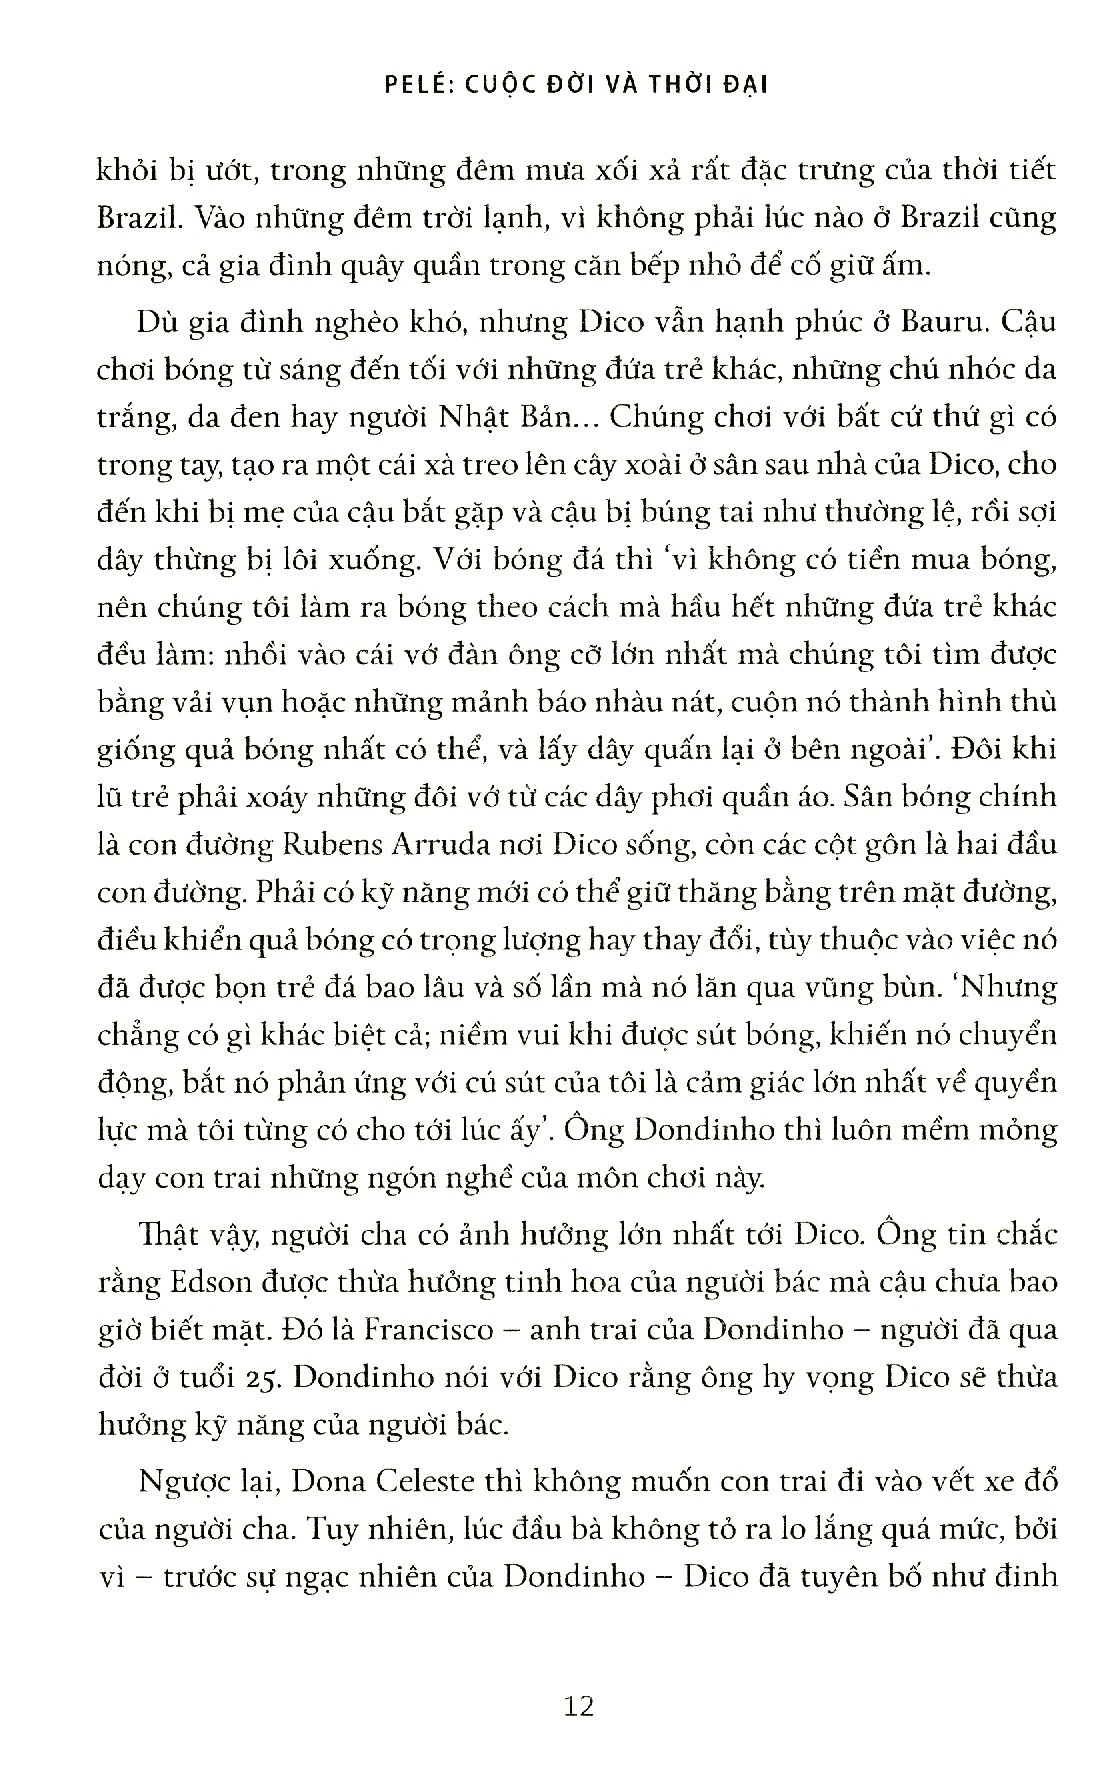 PELÉ: CUỘC ĐỜI VÀ THỜI ĐẠI
khỏi bị ướt, trong những đêm mưa xối xả rất đặc trưng của thời tiết
Brazil. Vào những đêm trời lạnh, vì không phải lúc nào ở Brazil cũng
nóng, cả gia đình quây quần trong căn bếp nhỏ để cố giữ ấm.
Dù gia đình nghèo khó, nhưng Dico vẫn hạnh phúc ở Bauru. Cậu
chơi bóng từ sáng đến tối với những đứa trẻ khác, những chú nhóc da
trắng, da đen hay người Nhật Bản... Chúng chơi với bất cứ thứ gì có
trong tay, tạo ra một cái xà treo lên cây xoài ở sân sau nhà của Dico, cho
đến khi bị mẹ của cậu bắt gặp và cậu bị búng tai như thường lệ, rồi sợi
dây thừng bị lôi xuống. Với bóng đá thì ‘vì không có tiền mua bóng,
nên chúng tôi làm ra bóng theo cách mà hầu hết những đứa trẻ khác
đều làm: nhồi vào cái vớ đàn ông cỡ lớn nhất mà chúng tôi tìm được
bằng vải vụn hoặc những mảnh báo nhàu nát, cuộn nó thành hình thù
giống quả bóng nhất có thể, và lấy dây quấn lại ở bên ngoài’. Đôi khi
lũ trẻ phải xoáy những đôi vớ từ các dây phơi quần áo. Sân bóng chính
là con đường Rubens Arruda nơi Dico sống, còn các cột gôn là hai đầu
con đường. Phải có kỹ năng mới có thể giữ thăng bằng trên mặt đường,
điều khiển quả bóng có trọng lượng hay thay đổi, tùy thuộc vào việc nó
đã được bọn trẻ đá bao lâu và số lần mà nó lăn qua vũng bùn. ‘Nhưng
chẳng có gì khác biệt cả; niềm vui khi được sút bóng, khiến nó chuyển
động, bắt nó phản ứng với cú sút của tôi là cảm giác lớn nhất về quyền
lực mà tôi từng có cho tới lúc ấy’. Ông Dondinho thì luôn mềm mỏng
dạy con trai những ngón nghề của môn chơi này.
Thật vậy, người cha có ảnh hưởng lớn nhất tới Dico. Ông tin chắc
rằng Edson được thừa hưởng tinh hoa của người bác mà cậu chưa bao
giờ biết mặt. Đó là Francisco – anh trai của Dondinho – người đã qua
đời ở tuổi 25. Dondinho nói với Dico rằng ông hy vọng Dico sẽ thừa
hưởng kỹ năng của người bác.
Ngược lại, Dona Celeste thì không muốn con trai đi vào vết xe đổ
của người cha. Tuy nhiên, lúc đầu bà không tỏ ra lo lắng quá mức, bởi
vì – trước sự ngạc nhiên của Dondinho – Dico đã tuyên bố như đinh
12